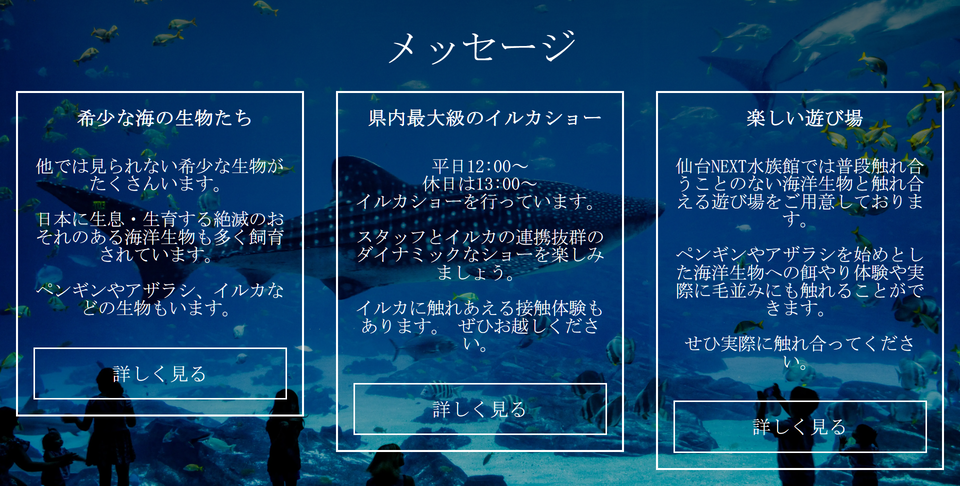 メッセージ
希少な海の生物たち
他では見られない希少な生物が
たくさんいます。
日本に生息・生育する絶滅のお
それのある海洋生物も多く飼育
されています。
ペンギンやアザラシ、イルカな
どの生物もいます。
詳しく見る
県内最大級のイルカショー
平日12:00～
休日は13:00～
イルカショーを行っています。
スタッフとイルカの連携抜群の
ダイナミックなショーを楽しみ
ましょう。
イルカに触れあえる接触体験も
あります。 ぜひお越しくださ
い。
詳しく見る
楽しい遊び場
仙台NEXT水族館では普段触れ合
うことのない海洋生物と触れ合
える遊び場をご用意しておりま
す。
ペンギンやアザラシを始めとし
た海洋生物への餌やり体験や実
際に毛並みにも触れることがで
きます。
せひ実際に触れ合ってくださ
い。
詳しく見る